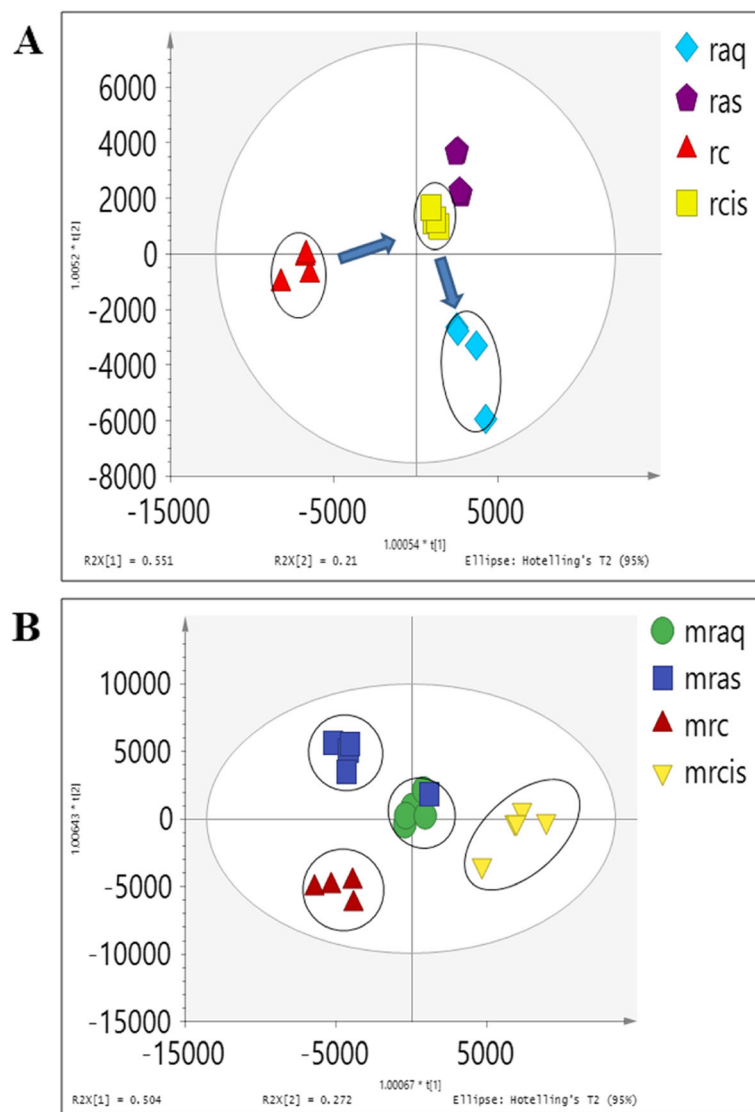 A
raq
ras
rc
rcis
6000
4000
2000
0
-2000
-4000
-6000
-8000
1.0052 * t[2]
-15000 -5000 5000
1.00054 * t[1]
R2X[1] = 0.551 R2X[2] = 0.21 Ellipse: Hotelling's T2 (95%)
B
mraq
mras
mrc
mrcis
10000
5000
0
-5000
-10000
-15000
1.00643 * t[2]
-15000 -5000 5000
1.00067 * t[1]
R2X[1] = 0.504 R2X[2] = 0.272 Ellipse: Hotelling's T2 (95%)